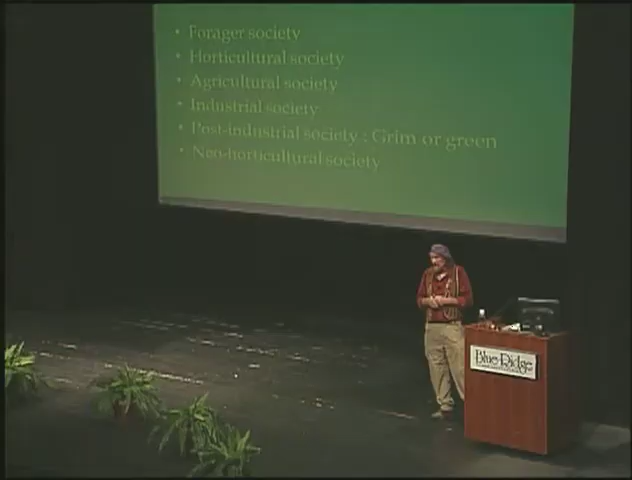 • Forager society
• Horticultural society
• Agricultural society
• Industrial society
• Post-industrial society : Grim or green
• Neo-horticultural society
Blue Ridge